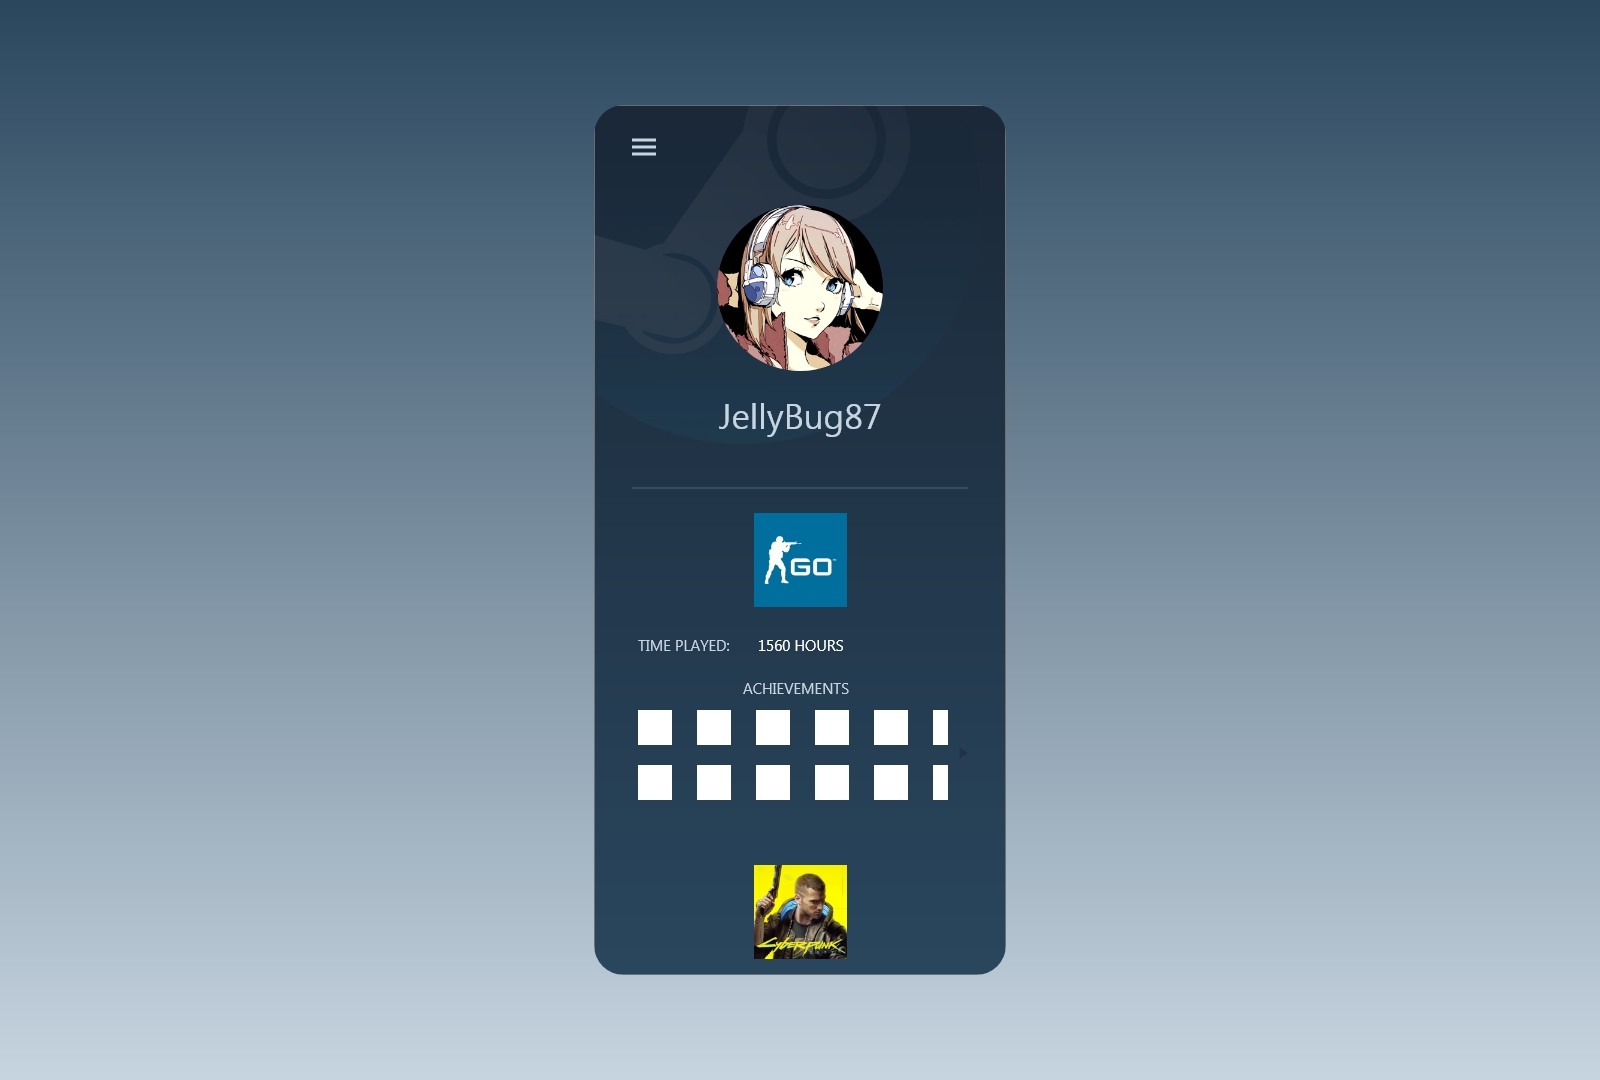 JellyBug87
GO
TIME PLAYED: 1560 HOURS
ACHIEVEMENTS
CYBERPUNK